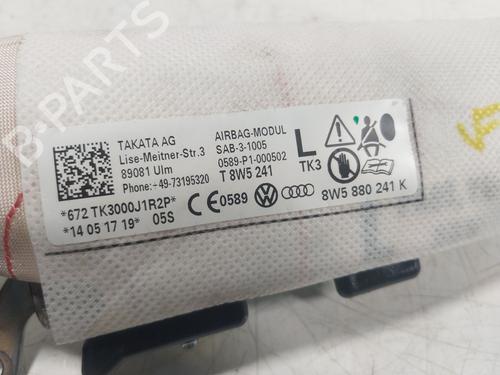 TAKATA AG
Lise-Meitner-Str.3
89081 Ulm
Phone:+49-73195320
AIRBAG-MODUL
SAB-3-1005
0589-P1-000502
T 8W5 241
L
TK3
*672 TK3000J1R2P*
*14 05 17 19* 05S
CE 0589
8W5 880 241 K